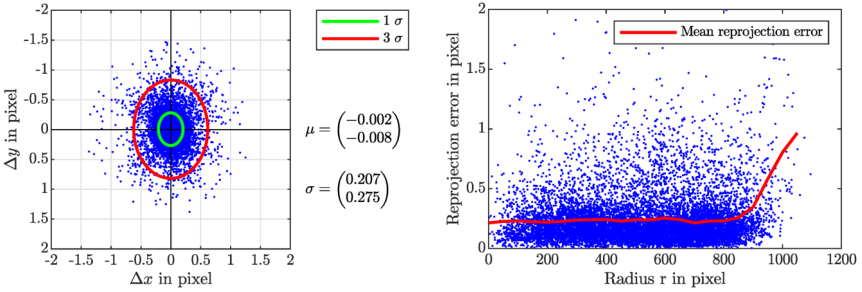 -2
-1.5
-1
-0.5
0
0.5
1
1.5
2
Δy in pixel
-2 -1.5 -1 -0.5 0 0.5 1 1.5 2
Δx in pixel
1 σ
3 σ
μ = (−0.002
−0.008)
σ = (0.207
0.275)
2
1.5
1
0.5
0
Reprojection error in pixel
Mean reprojection error
0 200 400 600 800 1000 1200
Radius r in pixel